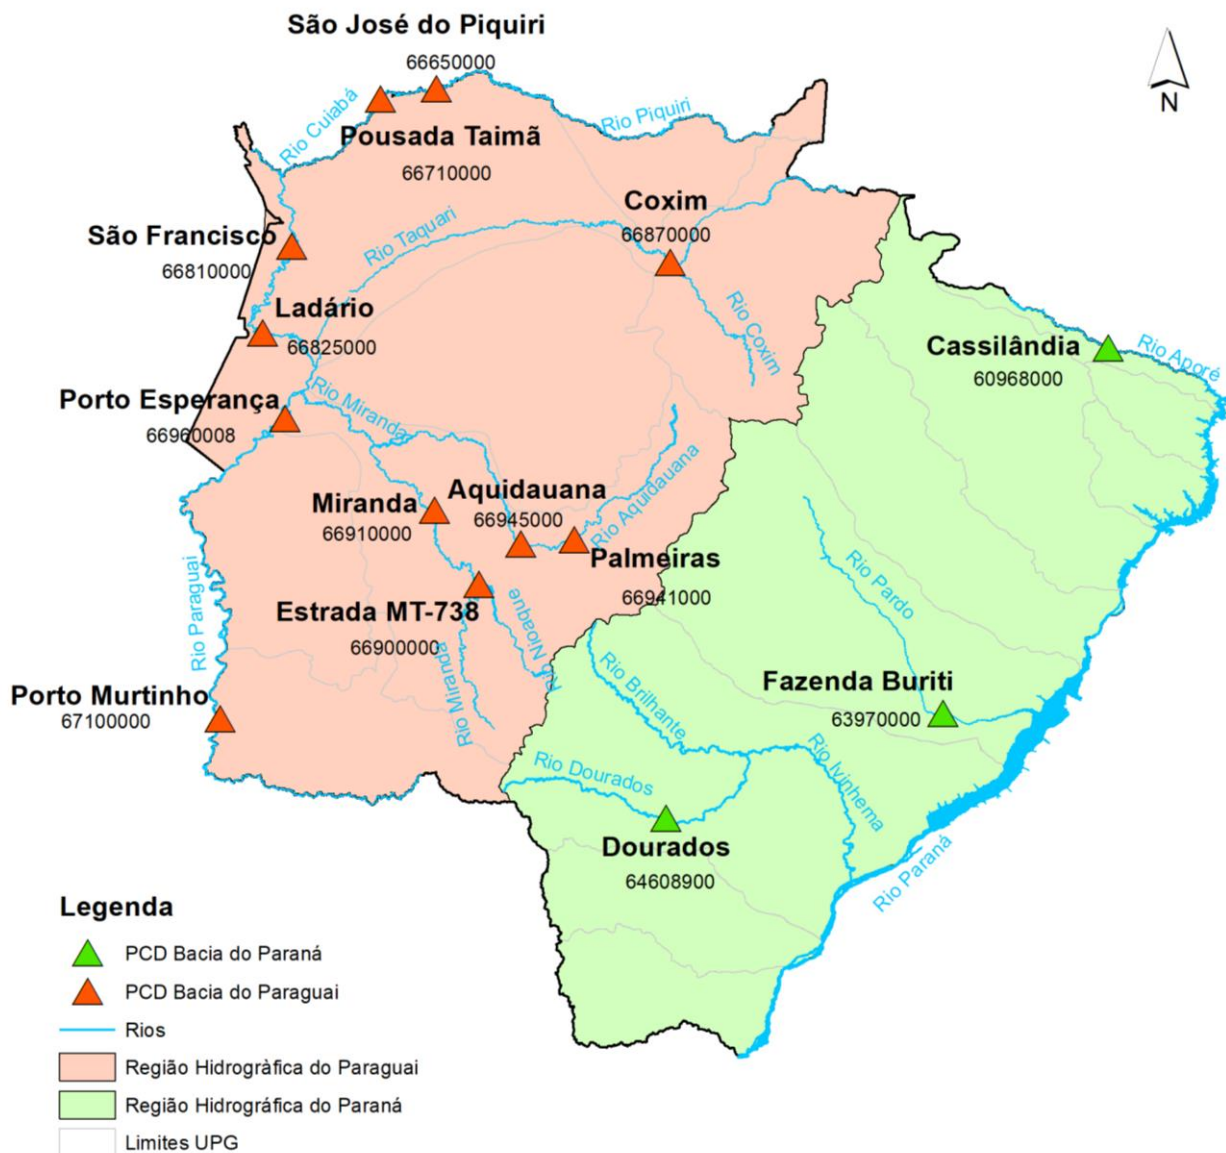 São José do Piquiri
66650000
N
Rio Cuiabá
Rio Piquiri
Pousada Taimã
66710000
Coxim
66870000
São Francisco
66810000
Rio Taquari
Ladário
66825000
Rio Coxim
Cassilândia
60968000
Rio Aporé
Porto Esperança
66960008
Rio Miranda
Miranda
66910000
Aquidauana
66945000
Rio Aquidauana
Palmeiras
66941000
Rio Paraguai
Estrada MT-738
66900000
Rio Nioaque
Rio Miranda
Rio Pardo
Porto Murtinho
67100000
Rio Brilhante
Fazenda Buriti
63970000
Rio Dourados
Rio Ivinhema
Dourados
64608900
Rio Paraná
Legenda
PCD Bacia do Paraná
PCD Bacia do Paraguai
Rios
Região Hidrogràfica do Paraguai
Região Hidrográfica do Paraná
Limites UPG